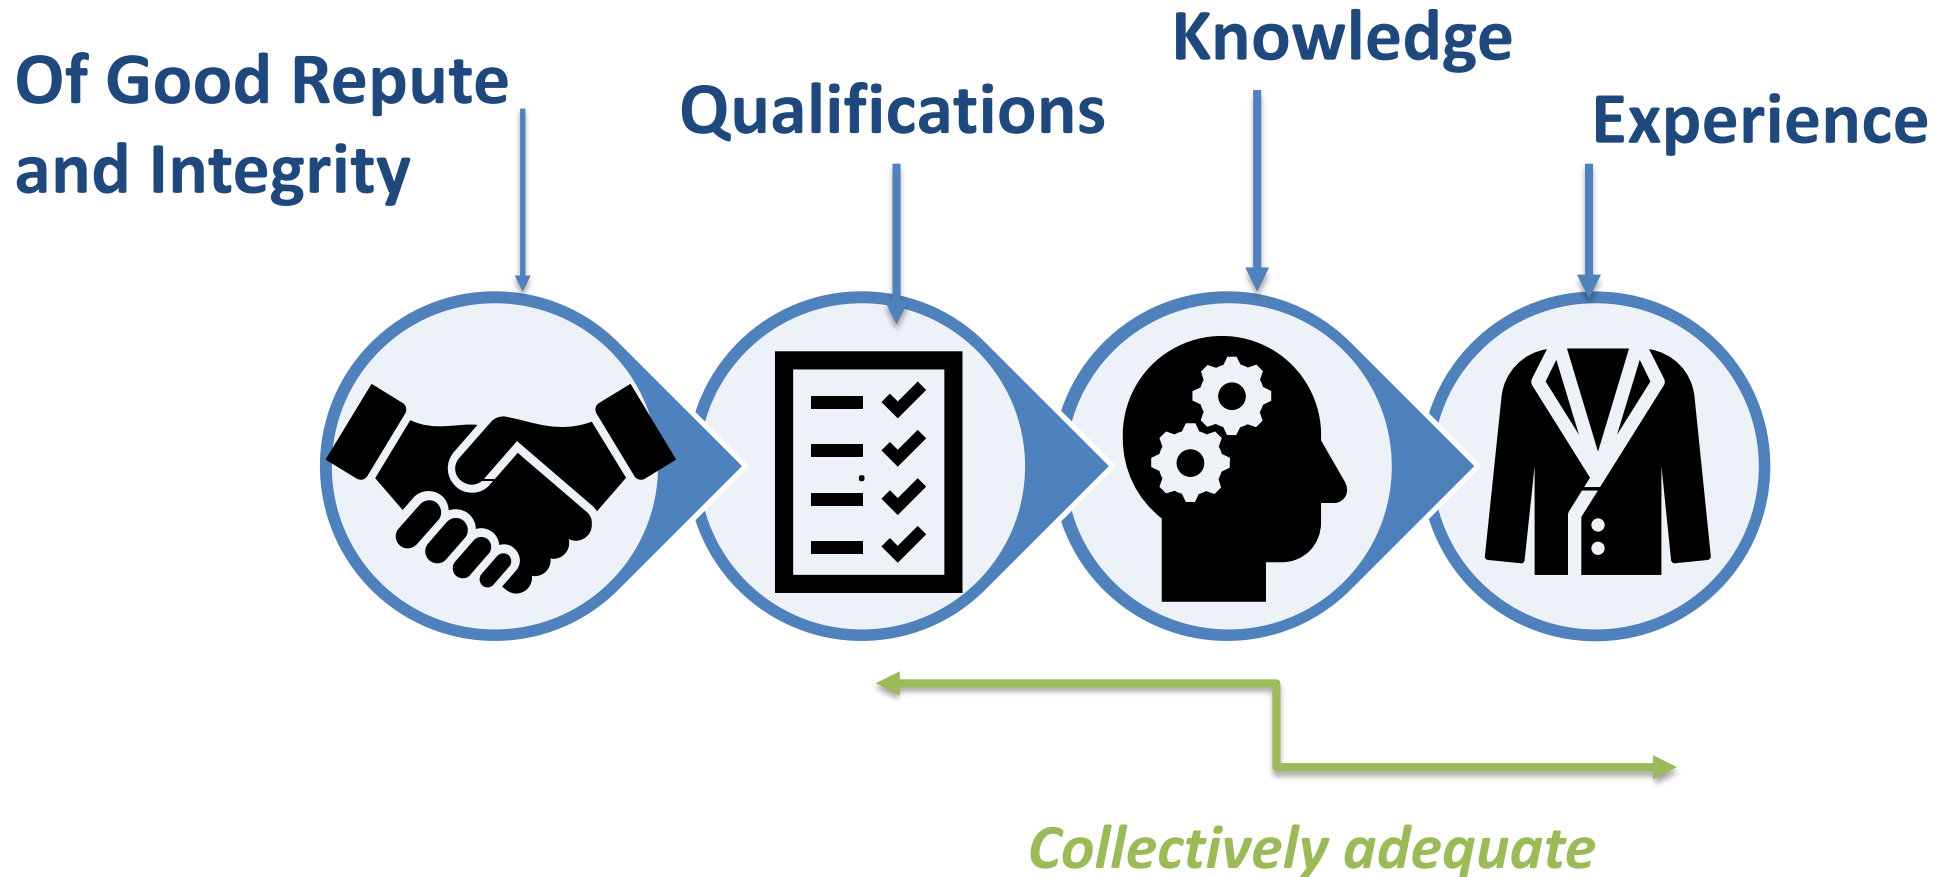 Of Good Repute
and Integrity
Qualifications
Knowledge
Experience
Collectively adequate